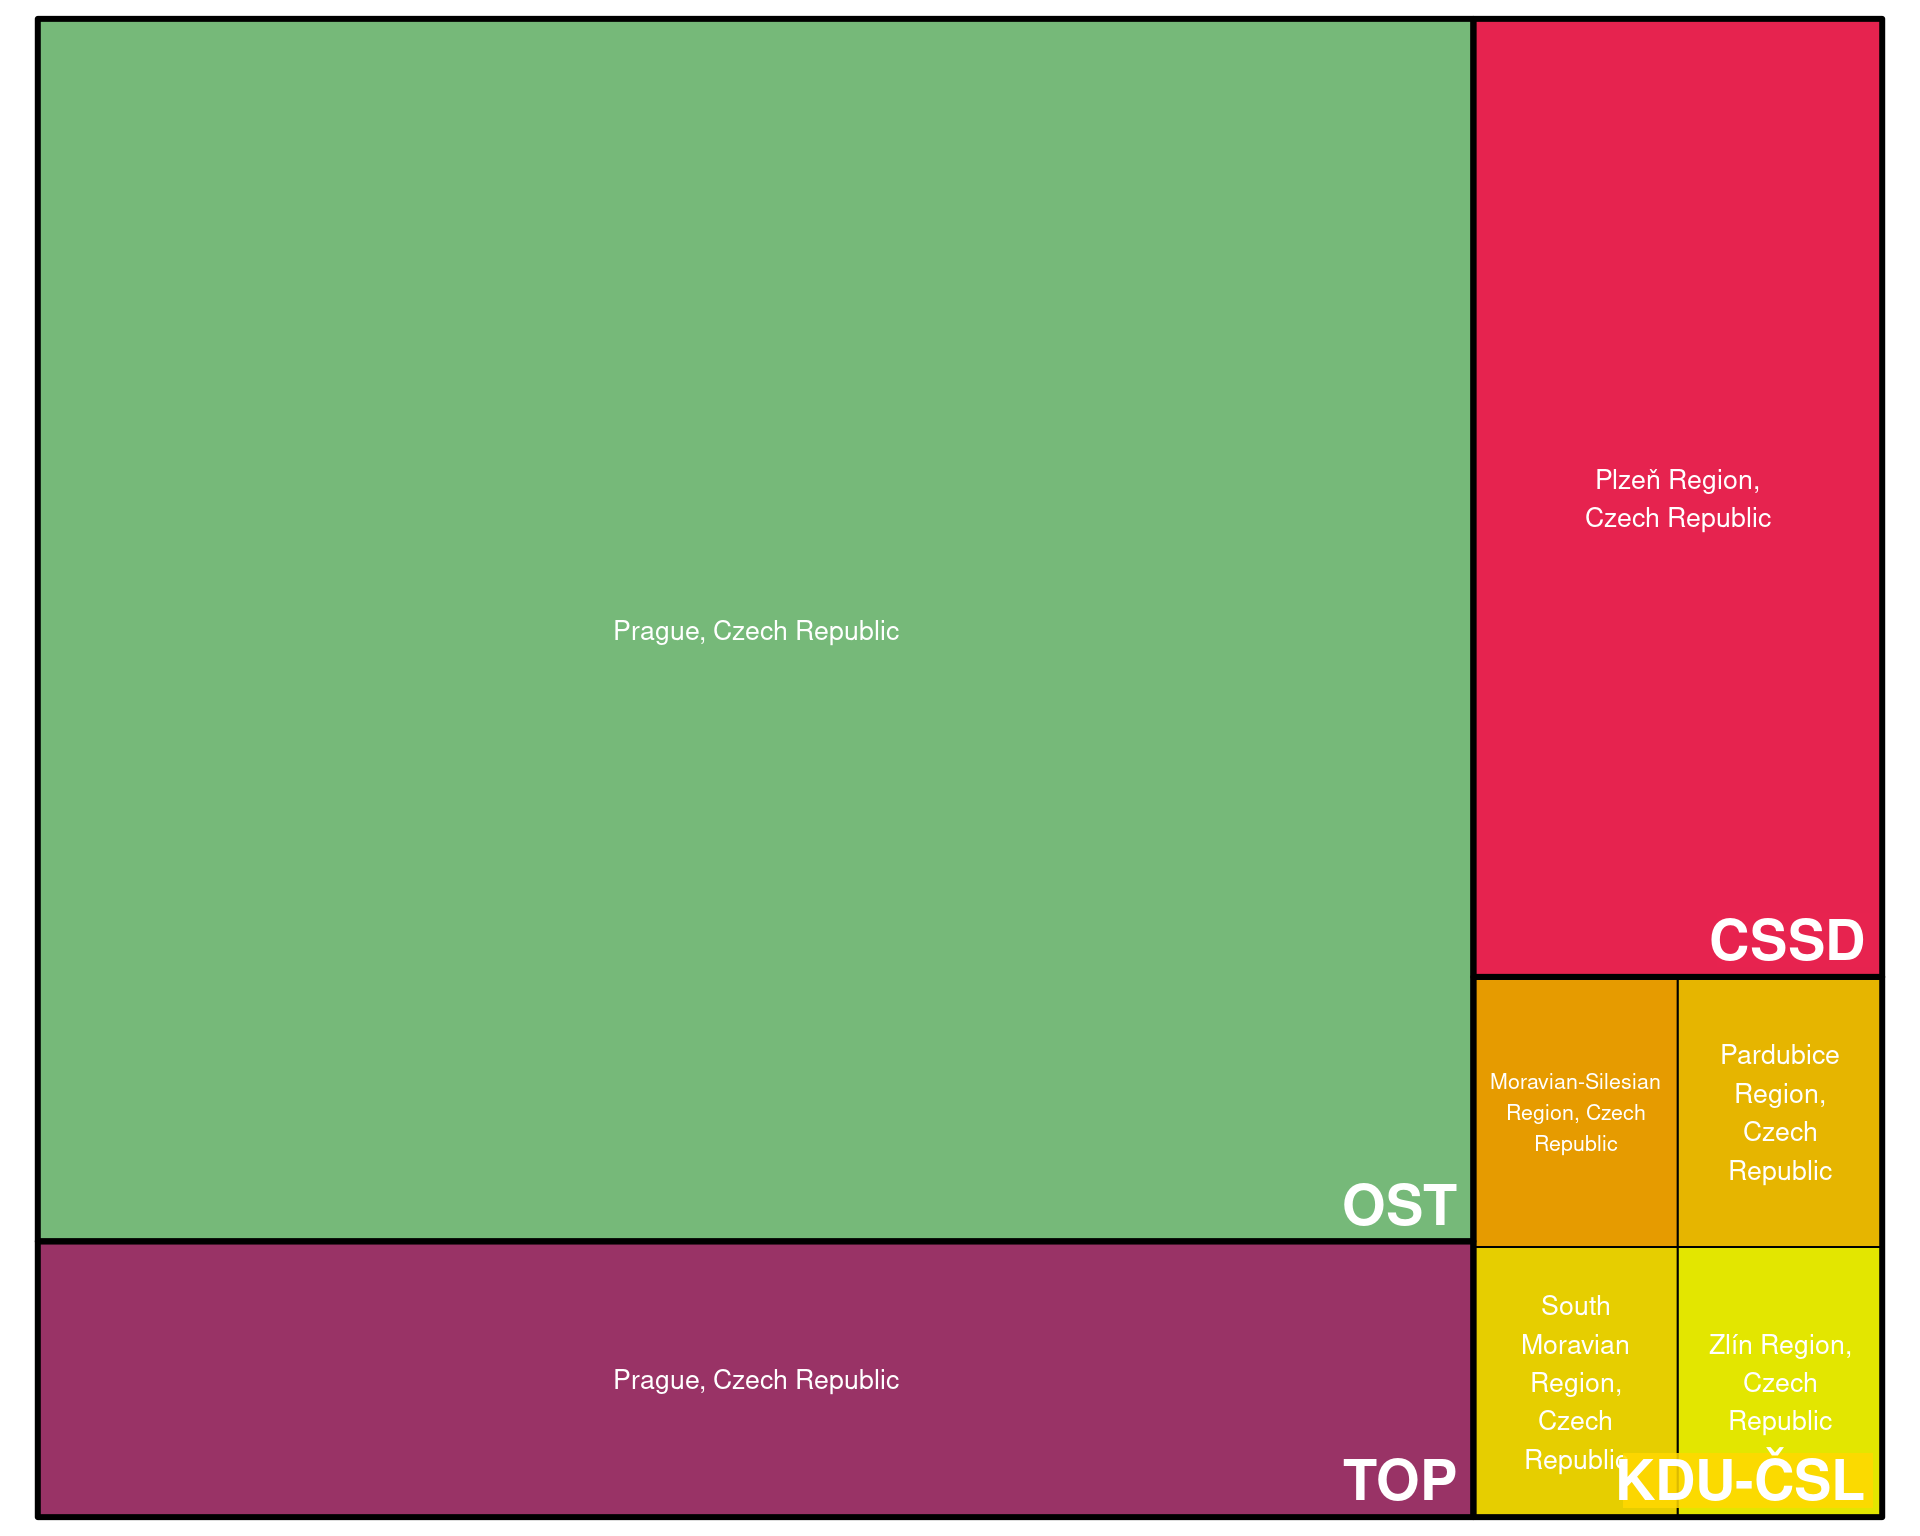 Prague, Czech Republic
OST
Prague, Czech Republic
TOP
Plzeň Region,
Czech Republic
CSSD
Moravian-Silesian
Region, Czech
Republic
Pardubice
Region,
Czech
Republic
South
Moravian
Region,
Czech
Republic
Zlín Region,
Czech
Republic
KDU-ČSL